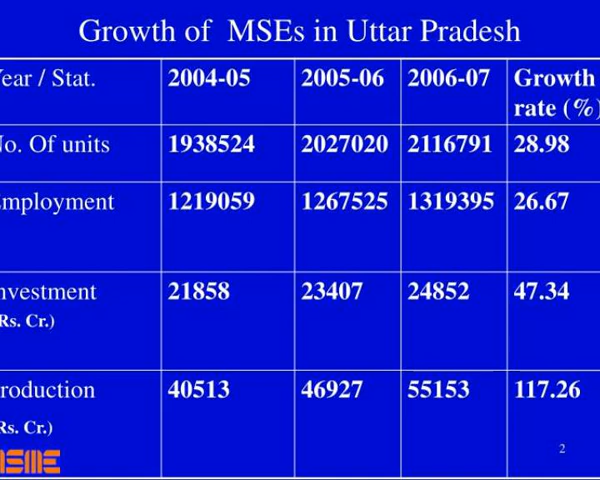 Growth of MSEs in Uttar Pradesh
ear / Stat. 2004-05 2005-06 2006-07 Growth
rate (%)
o. Of units 1938524 2027020 2116791 28.98
mployment 1219059 1267525 1319395 26.67
nvestment 21858 23407 24852 47.34
Rs. Cr.)
roduction 40513 46927 55153 117.26
Rs. Cr.)
2